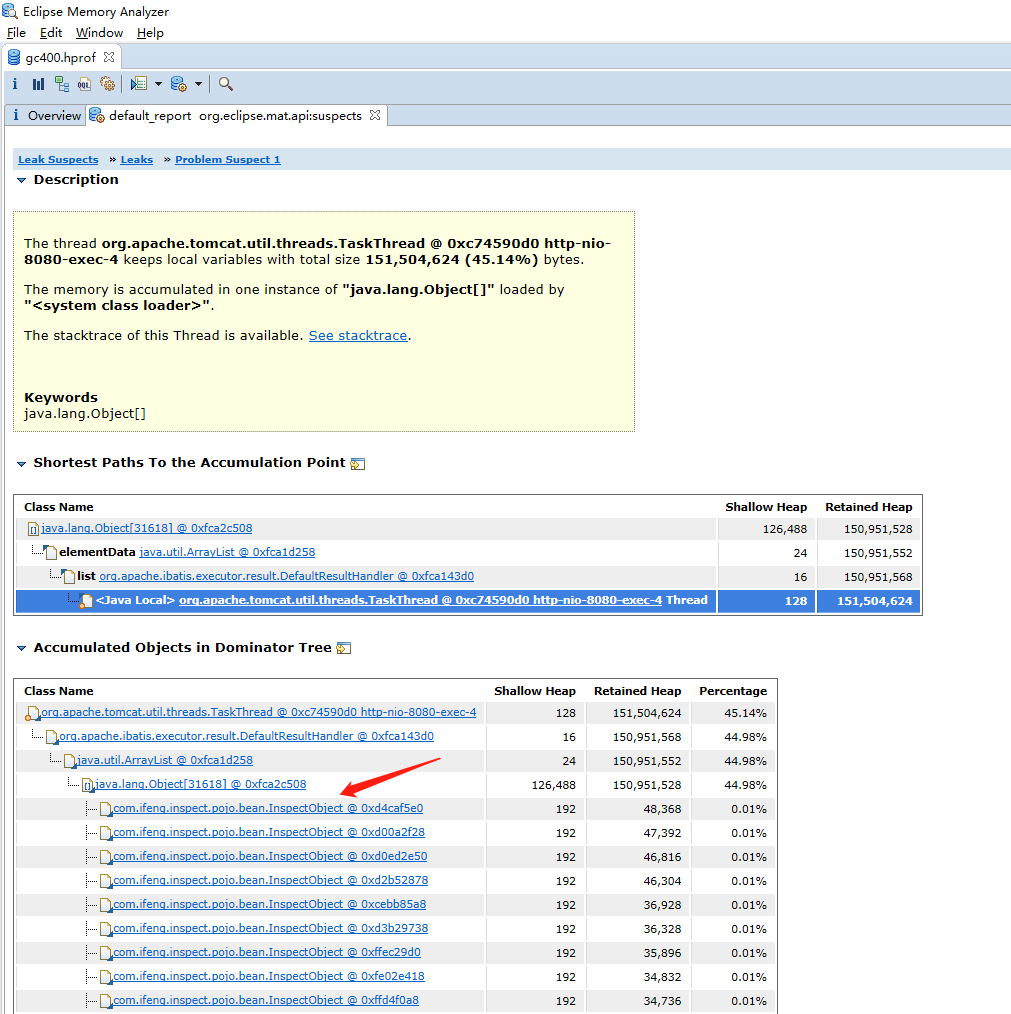 Eclipse Memory Analyzer
File Edit Window Help
gc400.hprof
Overview default_report org.eclipse.mat.api:suspects
Leak Suspects » Leaks » Problem Suspect 1
Description
The thread org.apache.tomcat.util.threads.TaskThread @ 0xc74590d0 http-nio-
8080-exec-4 keeps local variables with total size 151,504,624 (45.14%) bytes.
The memory is accumulated in one instance of "java.lang.Object[]" loaded by
"<system class loader>".
The stacktrace of this Thread is available. See stacktrace.
Keywords
java.lang.Object[]
Shortest Paths To the Accumulation Point
Class Name Shallow Heap Retained Heap
java.lang.Object[31618] @ 0xfca2c508 126,488 150,951,528
elementData java.util.ArrayList @ 0xfca1d258 24 150,951,552
list org.apache.ibatis.executor.result.DefaultResultHandler @ 0xfca143d0 16 150,951,568
<Java Local> org.apache.tomcat.util.threads.TaskThread @ 0xc74590d0 http-nio-8080-exec-4 Thread 128 151,504,624
Accumulated Objects in Dominator Tree
Class Name Shallow Heap Retained Heap Percentage
org.apache.tomcat.util.threads.TaskThread @ 0xc74590d0 http-nio-8080-exec-4 128 151,504,624 45.14%
org.apache.ibatis.executor.result.DefaultResultHandler @ 0xfca143d0 16 150,951,568 44.98%
java.util.ArrayList @ 0xfca1d258 24 150,951,552 44.98%
java.lang.Object[31618] @ 0xfca2c508 126,488 150,951,528 44.98%
com.ifeng.inspect.pojo.bean.InspectObject @ 0xd4caf5e0 192 48,368 0.01%
com.ifeng.inspect.pojo.bean.InspectObject @ 0xd00a2f28 192 47,392 0.01%
com.ifeng.inspect.pojo.bean.InspectObject @ 0xd0ed2e50 192 46,816 0.01%
com.ifeng.inspect.pojo.bean.InspectObject @ 0xd2b52878 192 46,304 0.01%
com.ifeng.inspect.pojo.bean.InspectObject @ 0xcebb85a8 192 36,928 0.01%
com.ifeng.inspect.pojo.bean.InspectObject @ 0xd3b29738 192 36,328 0.01%
com.ifeng.inspect.pojo.bean.InspectObject @ 0xffec29d0 192 35,896 0.01%
com.ifeng.inspect.pojo.bean.InspectObject @ 0xfe02e418 192 34,832 0.01%
com.ifeng.inspect.pojo.bean.InspectObject @ 0xffd4f0a8 192 34,736 0.01%